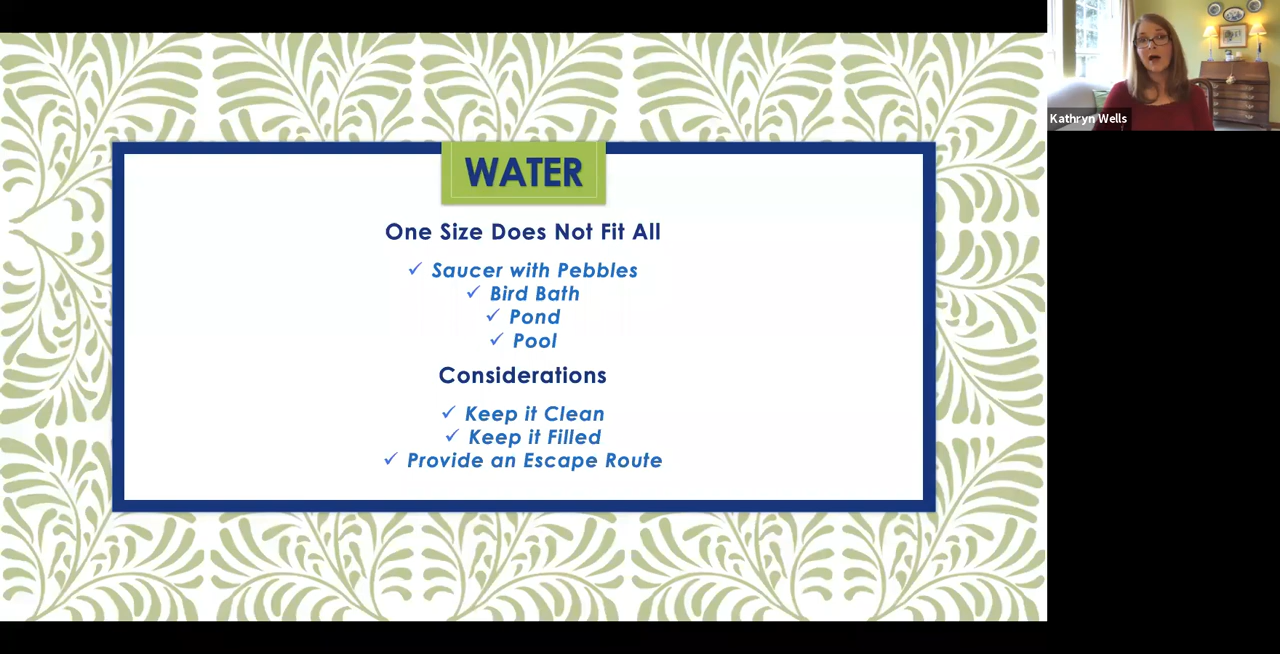 WATER
One Size Does Not Fit All
✓ Saucer with Pebbles
✓ Bird Bath
✓ Pond
✓ Pool
Considerations
✓ Keep it Clean
✓ Keep it Filled
✓ Provide an Escape Route
Kathryn Wells